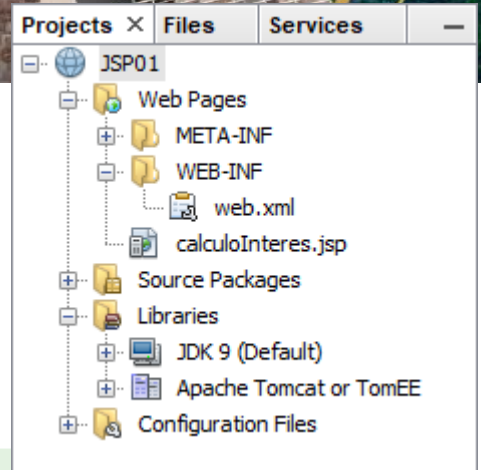 Projects × Files Services
JSP01
Web Pages
META-INF
WEB-INF
web.xml
calculoInteres.jsp
Source Packages
Libraries
JDK 9 (Default)
Apache Tomcat or TomEE
Configuration Files